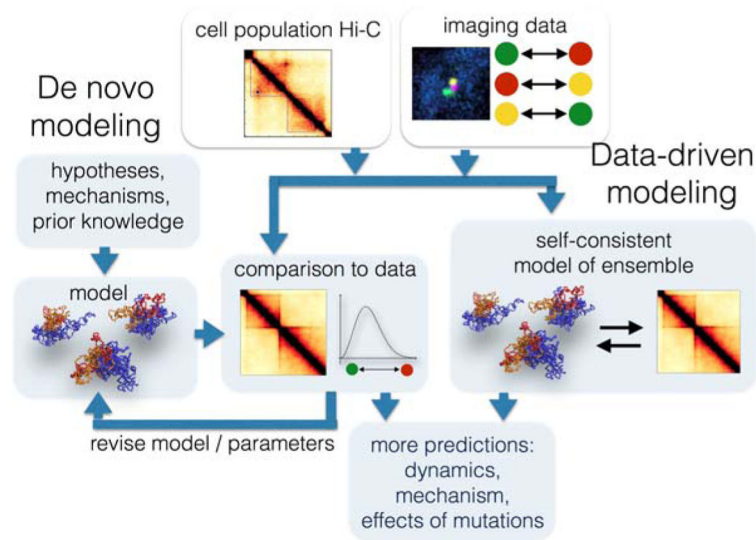 cell population Hi-C
imaging data
De novo
modeling
hypotheses,
mechanisms,
prior knowledge
Data-driven
modeling
model
comparison to data
self-consistent
model of ensemble
revise model / parameters
more predictions:
dynamics,
mechanism,
effects of mutations